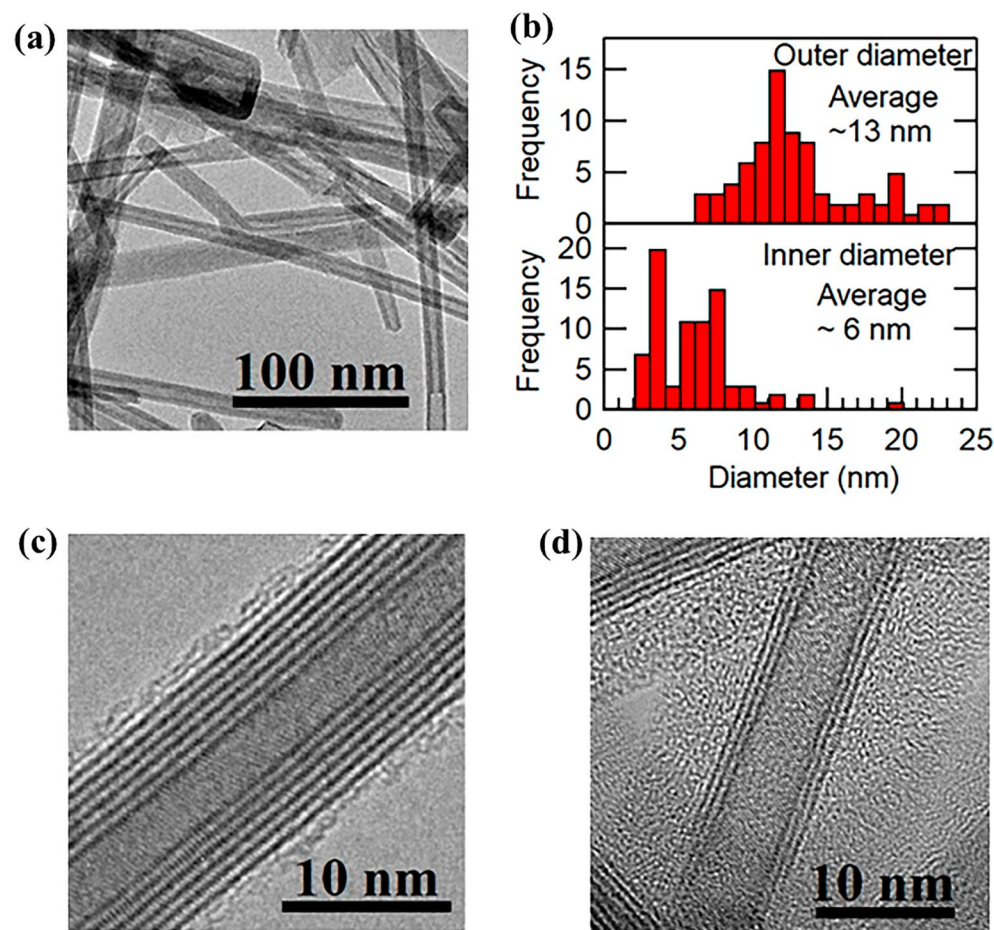 (a)
100 nm
(b)
Outer diameter
Average
~13 nm
Frequency
15
10
5
0
Inner diameter
Average
~ 6 nm
Frequency
20
15
10
5
0
0 5 10 15 20 25
Diameter (nm)
(c)
10 nm
(d)
10 nm